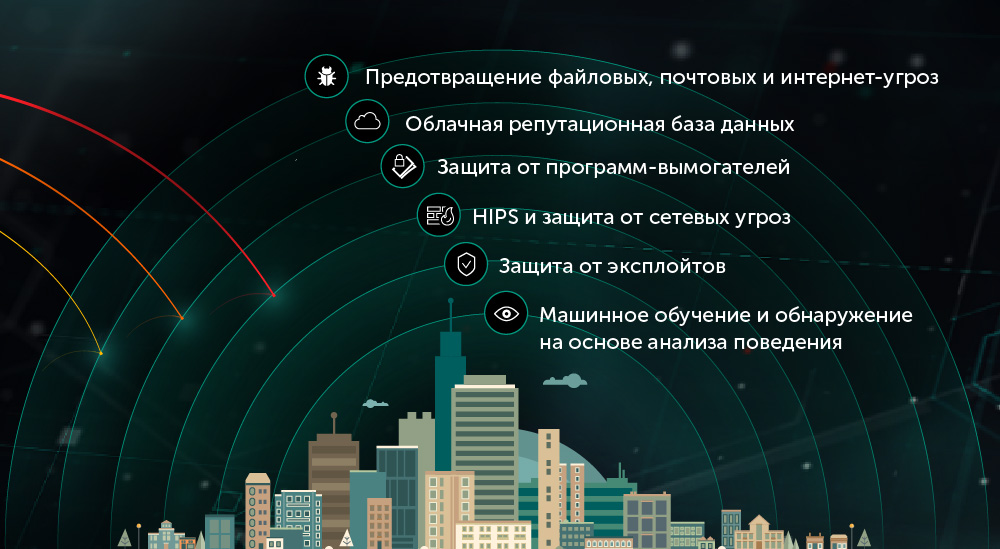 Предотвращение файловых, почтовых и интернет-угроз
Облачная репутационная база данных
Защита от программ-вымогателей
HIPS и защита от сетевых угроз
Защита от эксплойтов
Машинное обучение и обнаружение
на основе анализа поведения